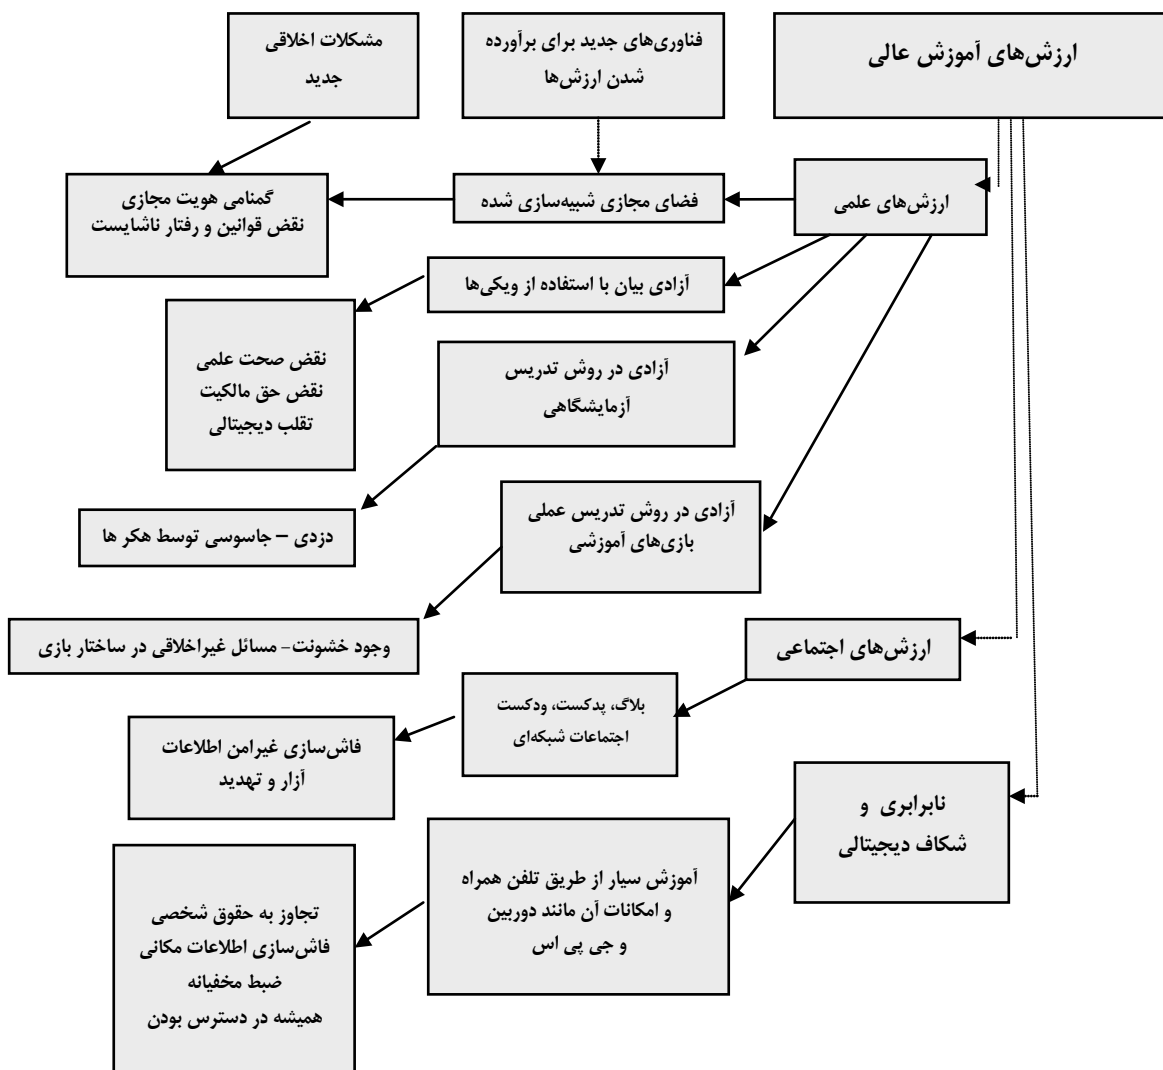 ارزش‌های آموزش عالی
فناوری‌های جدید برای برآورده
شدن ارزش‌ها
مشکلات اخلاقی
جدید
ارزش‌های علمی
فضای مجازی شبیه‌سازی شده
گمنامی هویت مجازی
نقض قوانین و رفتار ناشایست
آزادی بیان با استفاده از ویکی‌ها
نقض صحت علمی
نقض حق مالکیت
تقلب دیجیتالی
آزادی در روش تدریس
آزمایشگاهی
دزدی – جاسوسی توسط هکر ها
آزادی در روش تدریس عملی
بازی‌های آموزشی
وجود خشونت- مسائل غیراخلاقی در ساختار بازی
ارزش‌های اجتماعی
بلاگ، پدکست، ودکست
اجتماعات شبکه‌ای
فاش‌سازی غیرامن اطلاعات
آزار و تهدید
نابرابری و
شکاف دیجیتالی
آموزش سیار از طریق تلفن همراه
و امکانات آن مانند دوربین
و جی پی اس
تجاوز به حقوق شخصی
فاش‌سازی اطلاعات مکانی
ضبط مخفیانه
همیشه در دسترس بودن